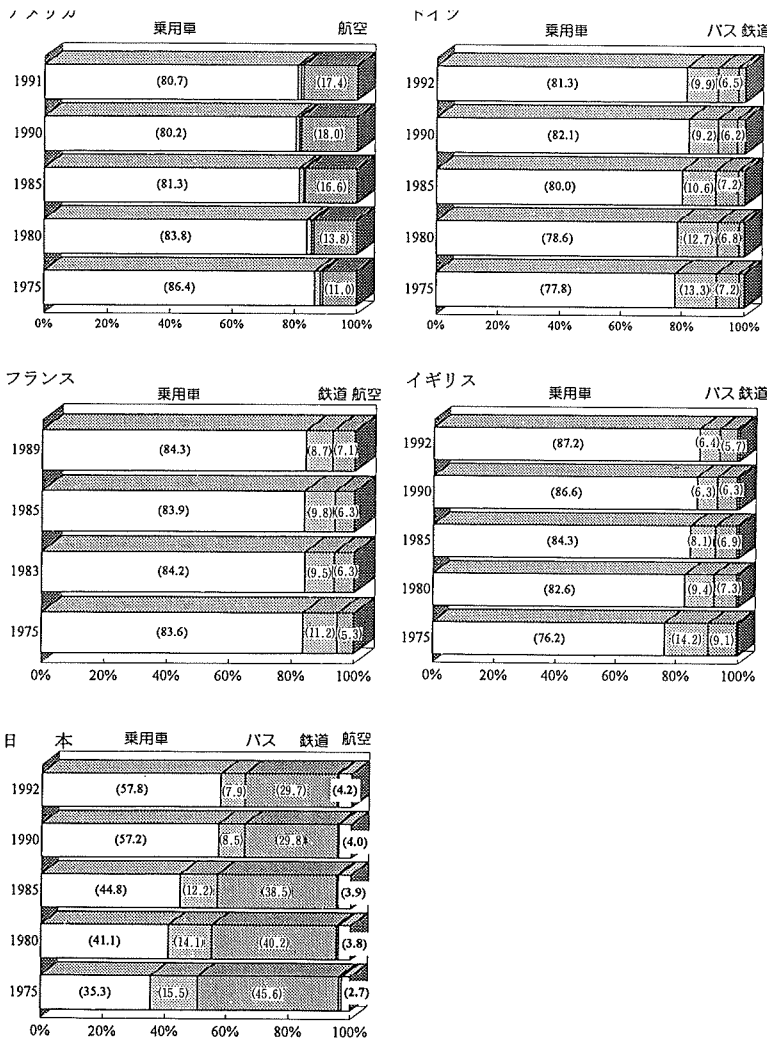 アメリカ
乗用車 航空
1991 (80.7) (17.4)
1990 (80.2) (18.0)
1985 (81.3) (16.6)
1980 (83.8) (13.8)
1975 (86.4) (11.0)
0% 20% 40% 60% 80% 100%
ドイツ
乗用車 バス 鉄道
1992 (81.3) (9.9) (6.5)
1990 (82.1) (9.2) (6.2)
1985 (80.0) (10.6) (7.2)
1980 (78.6) (12.7) (6.8)
1975 (77.8) (13.3) (7.2)
0% 20% 40% 60% 80% 100%
フランス
乗用車 鉄道 航空
1989 (84.3) (8.7) (7.1)
1985 (83.9) (9.8) (6.3)
1983 (84.2) (9.5) (6.3)
1975 (83.6) (11.2) (5.3)
0% 20% 40% 60% 80% 100%
イギリス
乗用車 バス 鉄道
1992 (87.2) (6.4) (5.7)
1990 (86.6) (6.3) (6.3)
1985 (84.3) (8.1) (6.9)
1980 (82.6) (9.4) (7.3)
1975 (76.2) (14.2) (9.1)
0% 20% 40% 60% 80% 100%
日 本
乗用車 バス 鉄道 航空
1992 (57.8) (7.9) (29.7) (4.2)
1990 (57.2) (8.5) (29.8) (4.0)
1985 (44.8) (12.2) (38.5) (3.9)
1980 (41.1) (14.1) (40.2) (3.8)
1975 (35.3) (15.5) (45.6) (2.7)
0% 20% 40% 60% 80% 100%